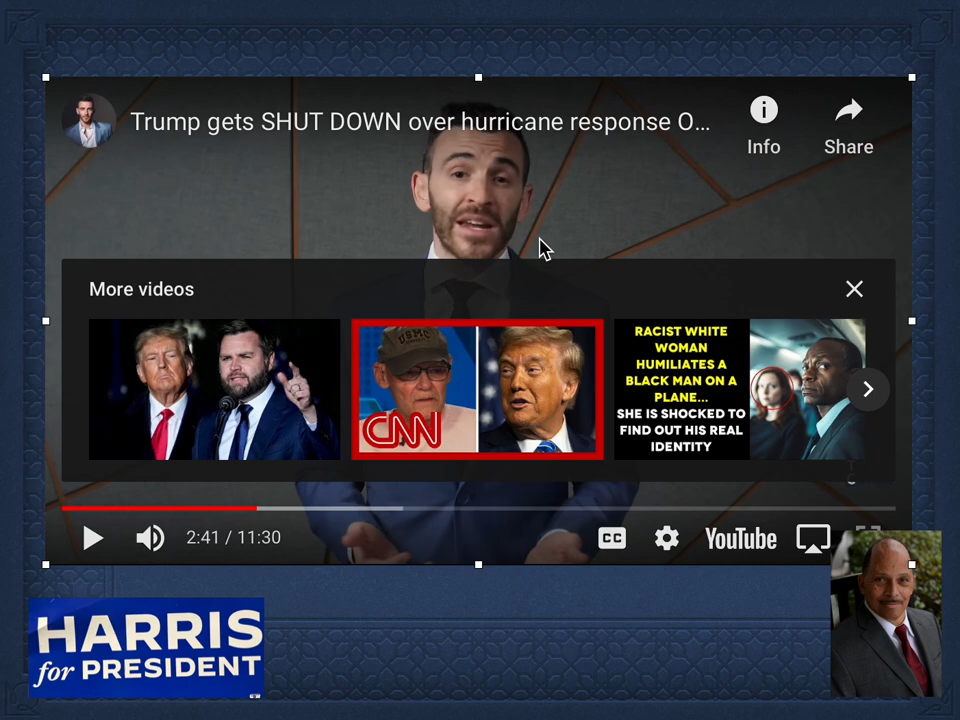 Trump gets SHUT DOWN over hurricane response O...
Info
Share
More videos
USMC
CNN
RACIST WHITE
WOMAN
HUMILIATES A
BLACK MAN ON A
PLANE...
SHE IS SHOCKED TO
FIND OUT HIS REAL
IDENTITY
2:41 / 11:30
CC
YouTube
HARRIS
for PRESIDENT